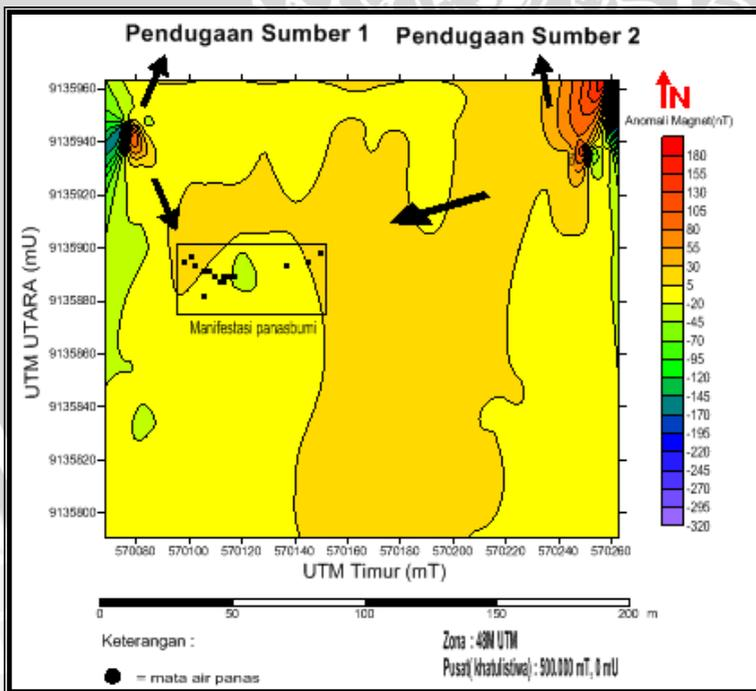 Pendugaan Sumber 1 Pendugaan Sumber 2
N
Anomali Magnet(nT)
9135960
9135940
9135920
9135900
9135880
9135860
9135840
9135820
9135800
UTM UTARA (mU)
Manifestasi panasbumi
180
155
130
105
80
55
30
5
-20
-45
-70
-95
-120
-145
-170
-195
-220
-245
-270
-295
-320
570080 570100 570120 570140 570160 570180 570200 570220 570240 570260
UTM Timur (mT)
0 50 100 150 200 m
Keterangan :
= mata air panas
Zona : 48M UTM
Pusat( khatulistiwa) : 500.000 mT, 0 mU